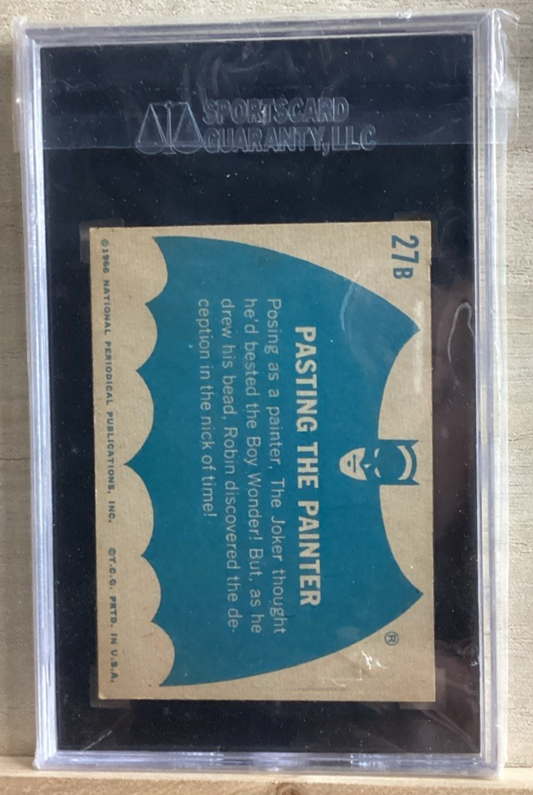 SPORTSCARD
GUARANTY, LLC
27B
®
PASTING THE PAINTER
Posing as a painter, The Joker thought
he'd bested the Boy Wonder! But, as he
drew his bead, Robin discovered the de-
ception in the nick of time!
©1966 NATIONAL PERIODICAL PUBLICATIONS, INC. ©T.C.G. PRTD. IN U.S.A.